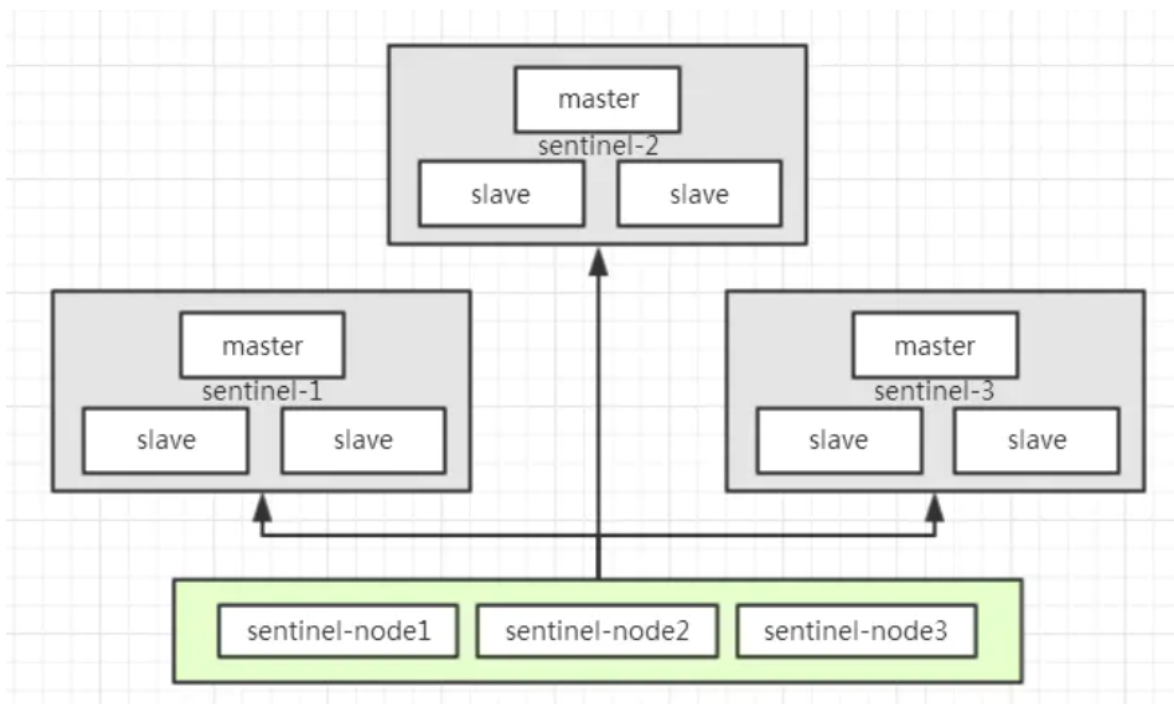 master
sentinel-2
slave slave
master
sentinel-1
slave slave
master
sentinel-3
slave slave
sentinel-node1 sentinel-node2 sentinel-node3